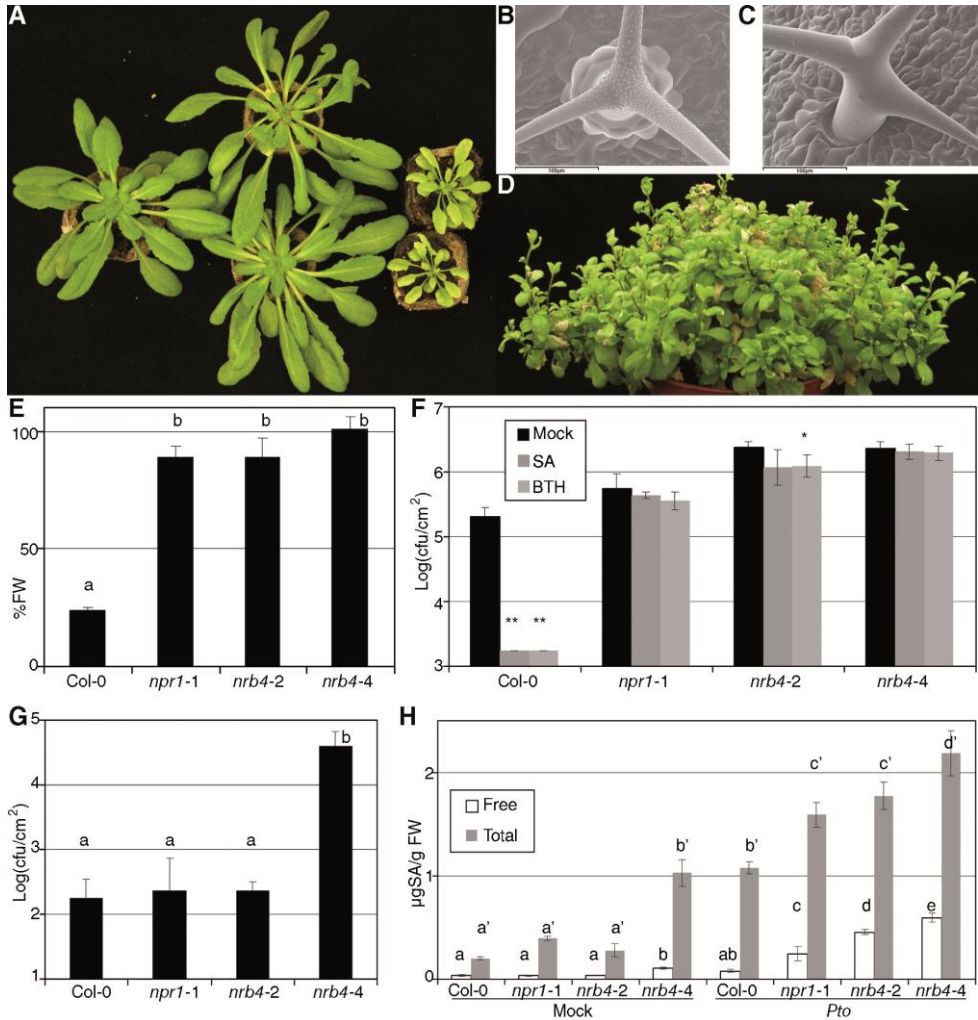 A
B
C
100µm
100µm
D
E
%FW
100
50
0
a
b
b
b
Col-0 npr1-1 nrb4-2 nrb4-4
F
Log(cfu/cm²)
7
6
5
4
3
Mock
SA
BTH
** **
*
Col-0 npr1-1 nrb4-2 nrb4-4
G
Log(cfu/cm²)
5
4
3
2
1
a a a b
Col-0 npr1-1 nrb4-2 nrb4-4
H
µgSA/g FW
2
1
0
Free
Total
a a' a a' a a' b b' ab b' c c' d c' e d'
Col-0 npr1-1 nrb4-2 nrb4-4 Col-0 npr1-1 nrb4-2 nrb4-4
Mock Pto